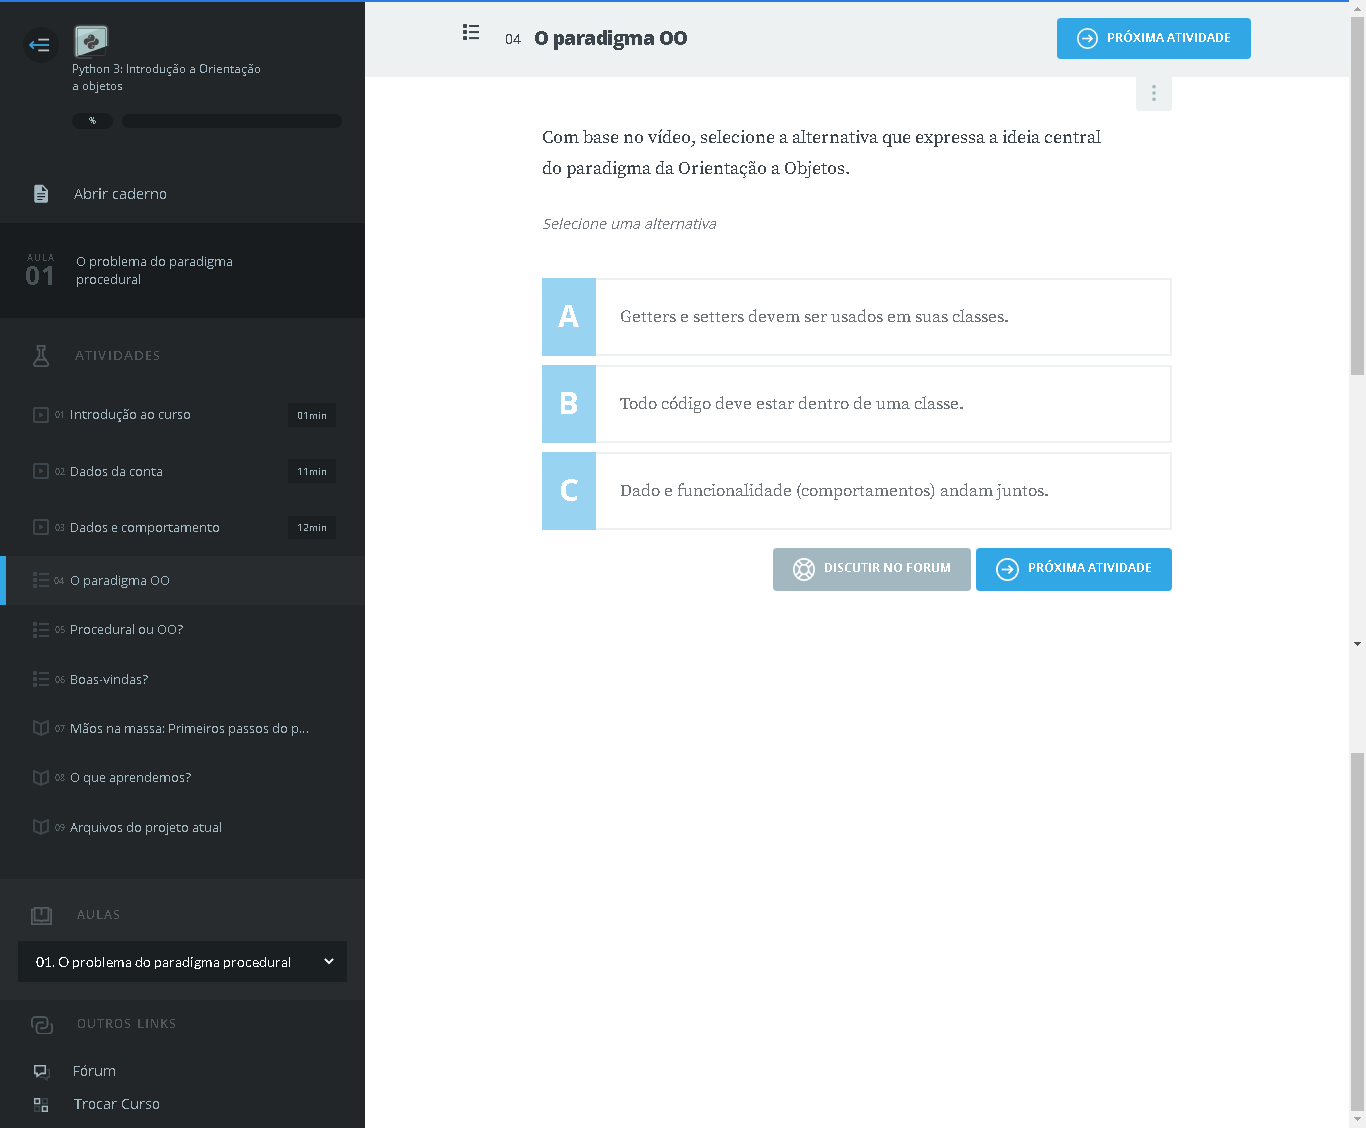 Python 3: Introdução a Orientação
a objetos
%
Abrir caderno
AULA
01
O problema do paradigma
procedural
ATIVIDADES
01 Introdução ao curso 01min
02 Dados da conta 11min
03 Dados e comportamento 12min
04 O paradigma OO
05 Procedural ou OO?
06 Boas-vindas?
07 Mãos na massa: Primeiros passos do p...
08 O que aprendemos?
09 Arquivos do projeto atual
AULAS
01. O problema do paradigma procedural
OUTROS LINKS
Fórum
Trocar Curso
04 O paradigma OO
PRÓXIMA ATIVIDADE
Com base no vídeo, selecione a alternativa que expressa a ideia central
do paradigma da Orientação a Objetos.
Selecione uma alternativa
A Getters e setters devem ser usados em suas classes.
B Todo código deve estar dentro de uma classe.
C Dado e funcionalidade (comportamentos) andam juntos.
DISCUTIR NO FORUM PRÓXIMA ATIVIDADE